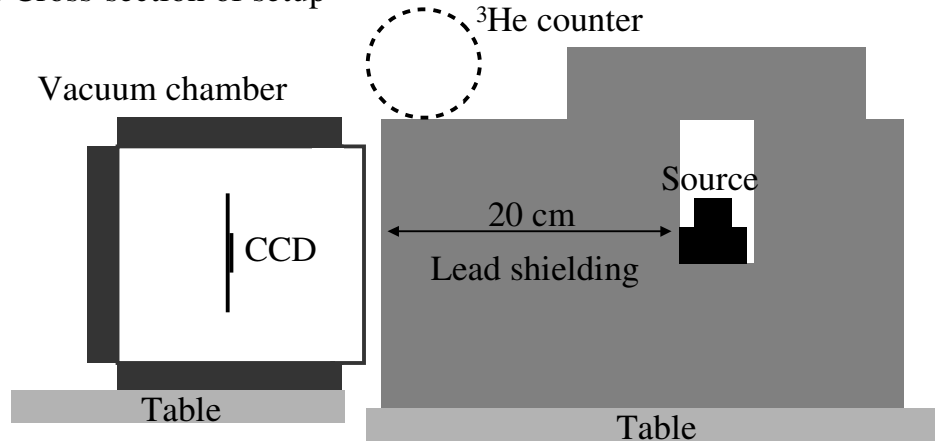 Cross-section of setup
³He counter
Vacuum chamber
Source
20 cm
CCD
Lead shielding
Table
Table